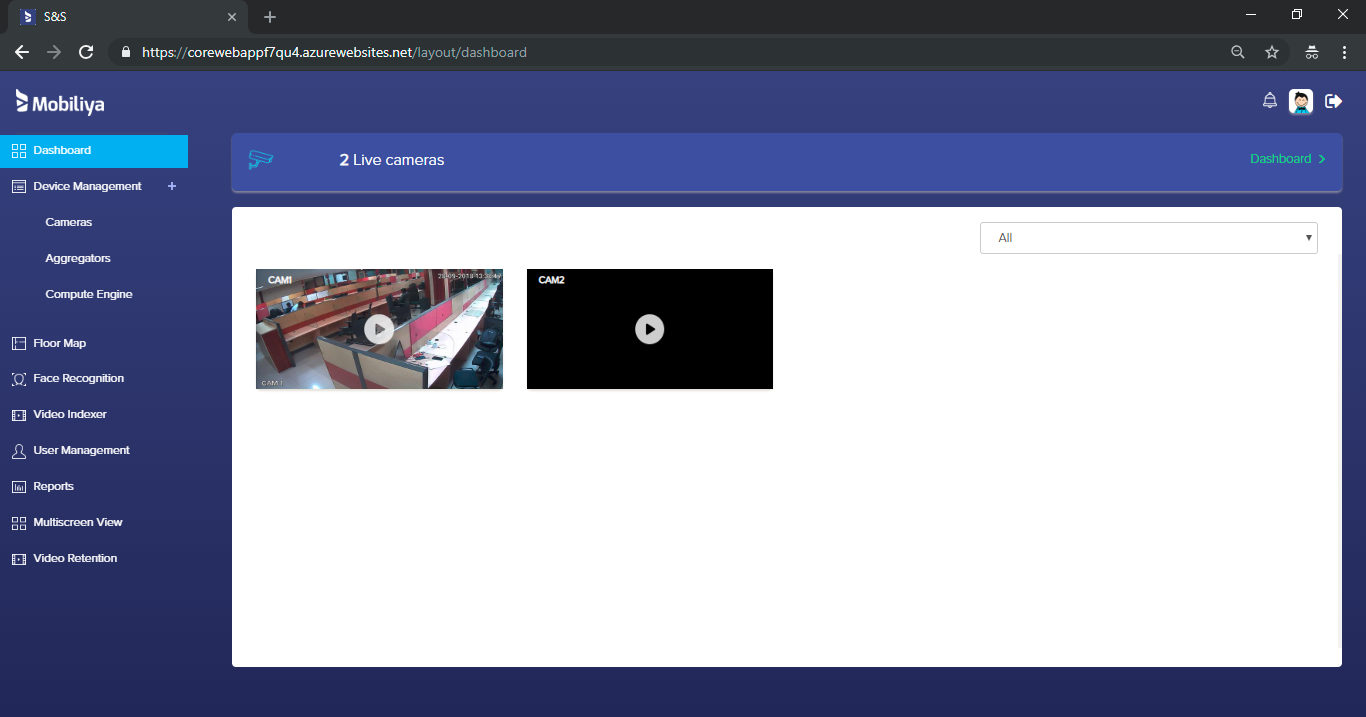 S&S
https://corewebappf7qu4.azurewebsites.net/layout/dashboard
Mobiliya
Dashboard
2 Live cameras
Dashboard >
Device Management +
Cameras
All
Aggregators
CAM1
CAM2
Compute Engine
CAM 1
Floor Map
Face Recognition
Video Indexer
User Management
Reports
Multiscreen View
Video Retention